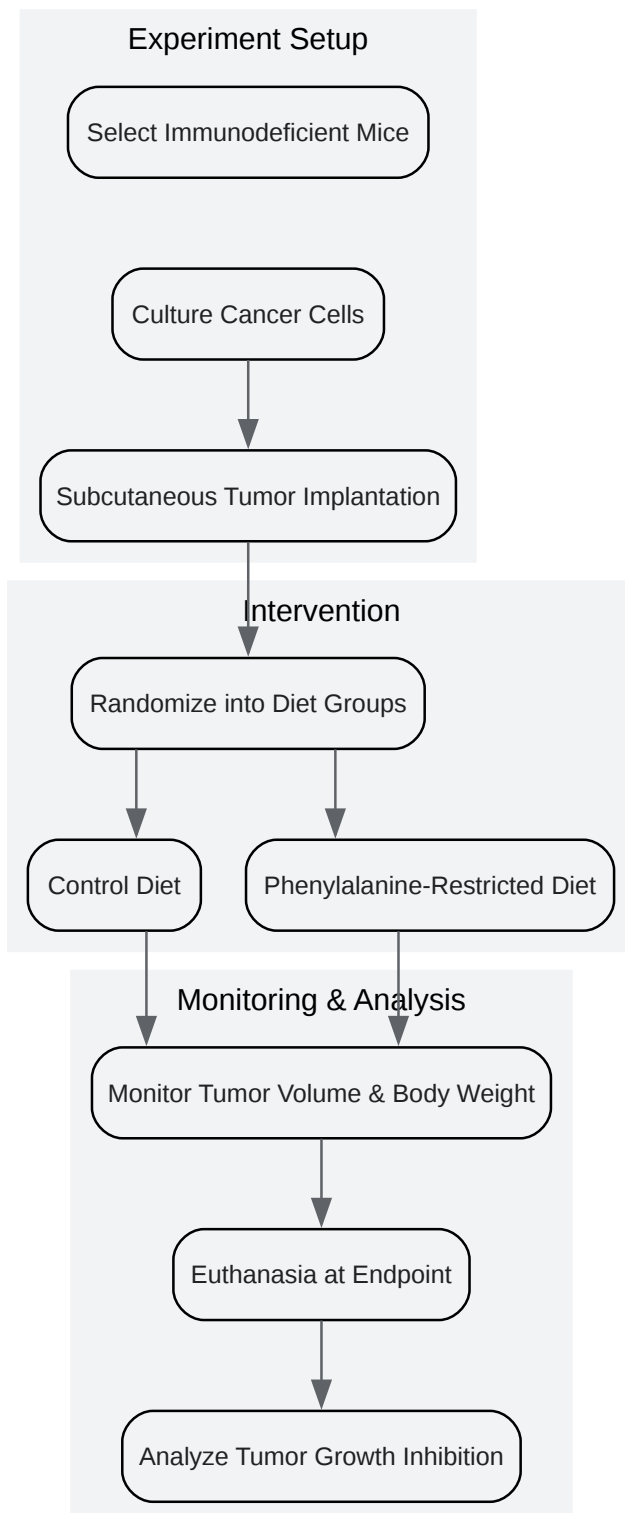 Experiment Setup
Select Immunodeficient Mice
Culture Cancer Cells
Subcutaneous Tumor Implantation
Intervention
Randomize into Diet Groups
Control Diet
Phenylalanine-Restricted Diet
Monitoring & Analysis
Monitor Tumor Volume & Body Weight
Euthanasia at Endpoint
Analyze Tumor Growth Inhibition